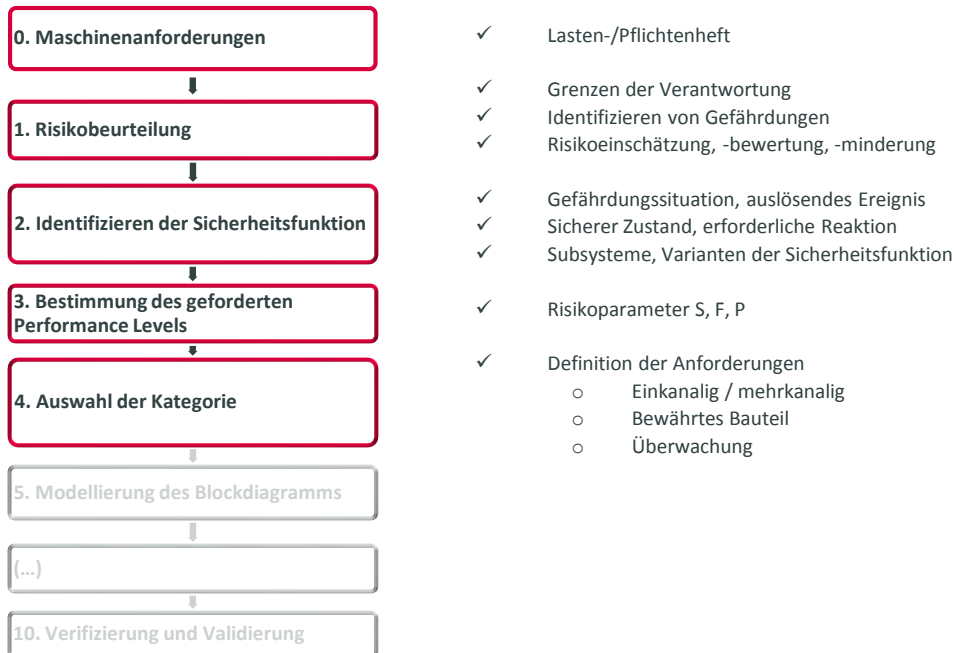 0. Maschinenanforderungen
✓ Lasten-/Pflichtenheft
1. Risikobeurteilung
✓ Grenzen der Verantwortung
✓ Identifizieren von Gefährdungen
✓ Risikoeinschätzung, -bewertung, -minderung
2. Identifizieren der Sicherheitsfunktion
✓ Gefährdungssituation, auslösendes Ereignis
✓ Sicherer Zustand, erforderliche Reaktion
✓ Subsysteme, Varianten der Sicherheitsfunktion
3. Bestimmung des geforderten
Performance Levels
✓ Risikoparameter S, F, P
4. Auswahl der Kategorie
✓ Definition der Anforderungen
o Einkanalig / mehrkanalig
o Bewährtes Bauteil
o Überwachung
5. Modellierung des Blockdiagramms
(...)
10. Verifizierung und Validierung